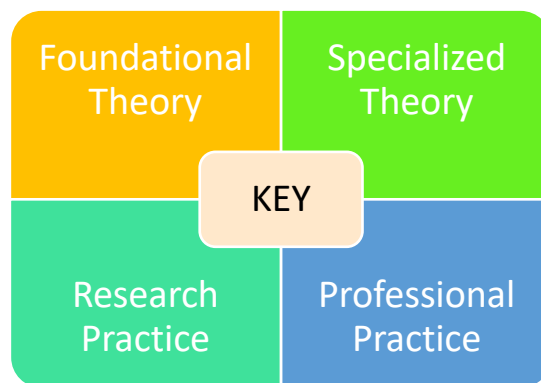 Foundational
Theory
Specialized
Theory
KEY
Research
Practice
Professional
Practice